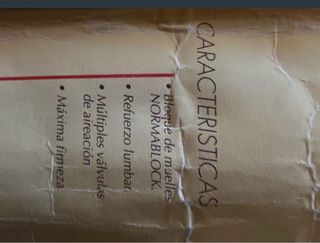 CARACTERISTICAS
• Bloque de muelles
NORMABLOCK.
• Refuerzo lumbar.
• Múltiples válvulas
de aireación
• Máxima firmeza